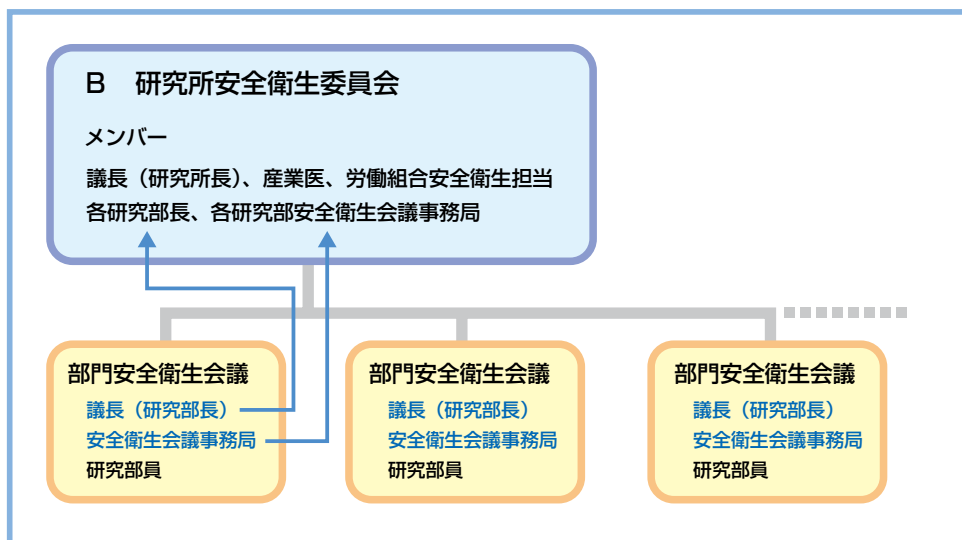 B 研究所安全衛生委員会
メンバー
議長（研究所長）、産業医、労働組合安全衛生担当
各研究部長、各研究部安全衛生会議事務局
部門安全衛生会議
議長（研究部長）
安全衛生会議事務局
研究部員
部門安全衛生会議
議長（研究部長）
安全衛生会議事務局
研究部員
部門安全衛生会議
議長（研究部長）
安全衛生会議事務局
研究部員